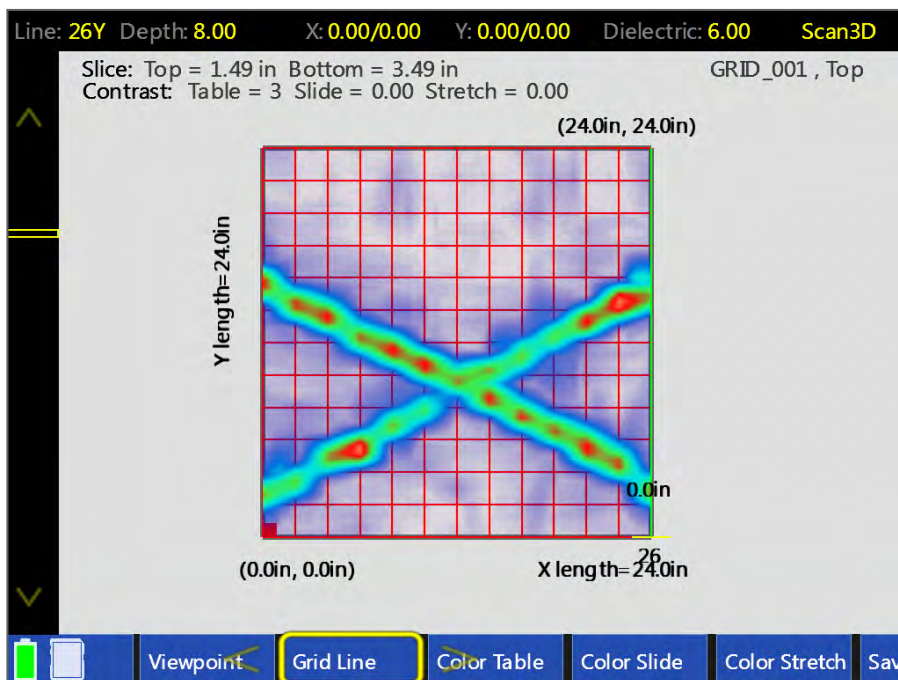 Line: 26Y Depth: 8.00 X: 0.00/0.00 Y: 0.00/0.00 Dielectric: 6.00 Scan3D
Slice: Top = 1.49 in Bottom = 3.49 in GRID_001 , Top
Contrast: Table = 3 Slide = 0.00 Stretch = 0.00
(24.0in, 24.0in)
Y length=24.0in
0.0in
26
(0.0in, 0.0in) X length=24.0in
Viewpoint Grid Line Color Table Color Slide Color Stretch Sav